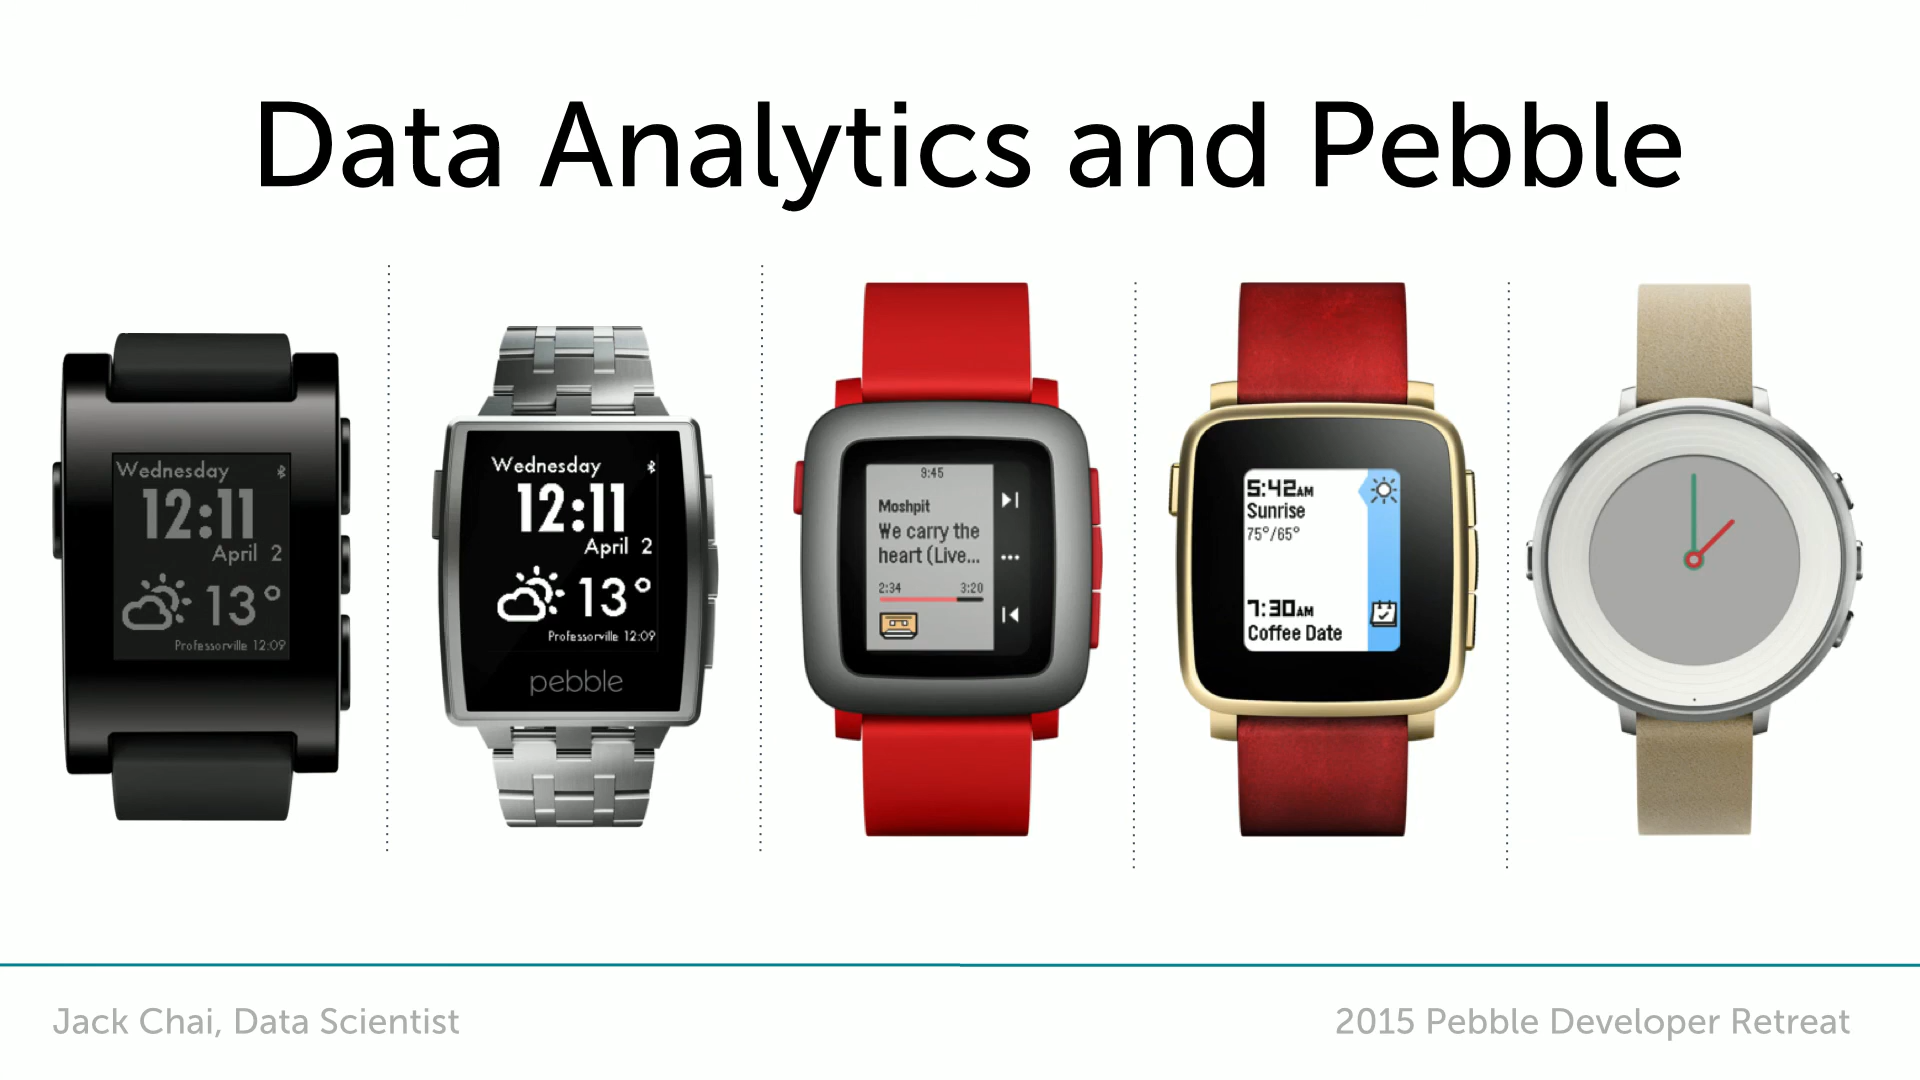 Data Analytics and Pebble
Wednesday
12:11
April 2
13°
Professorville 12:09
Wednesday
12:11
April 2
13°
Professorville 12:09
pebble
9:45
Moshpit
We carry the
heart (Live...
2:34 3:20
5:42AM
Sunrise
75°/65°
7:30AM
Coffee Date
Jack Chai, Data Scientist
2015 Pebble Developer Retreat